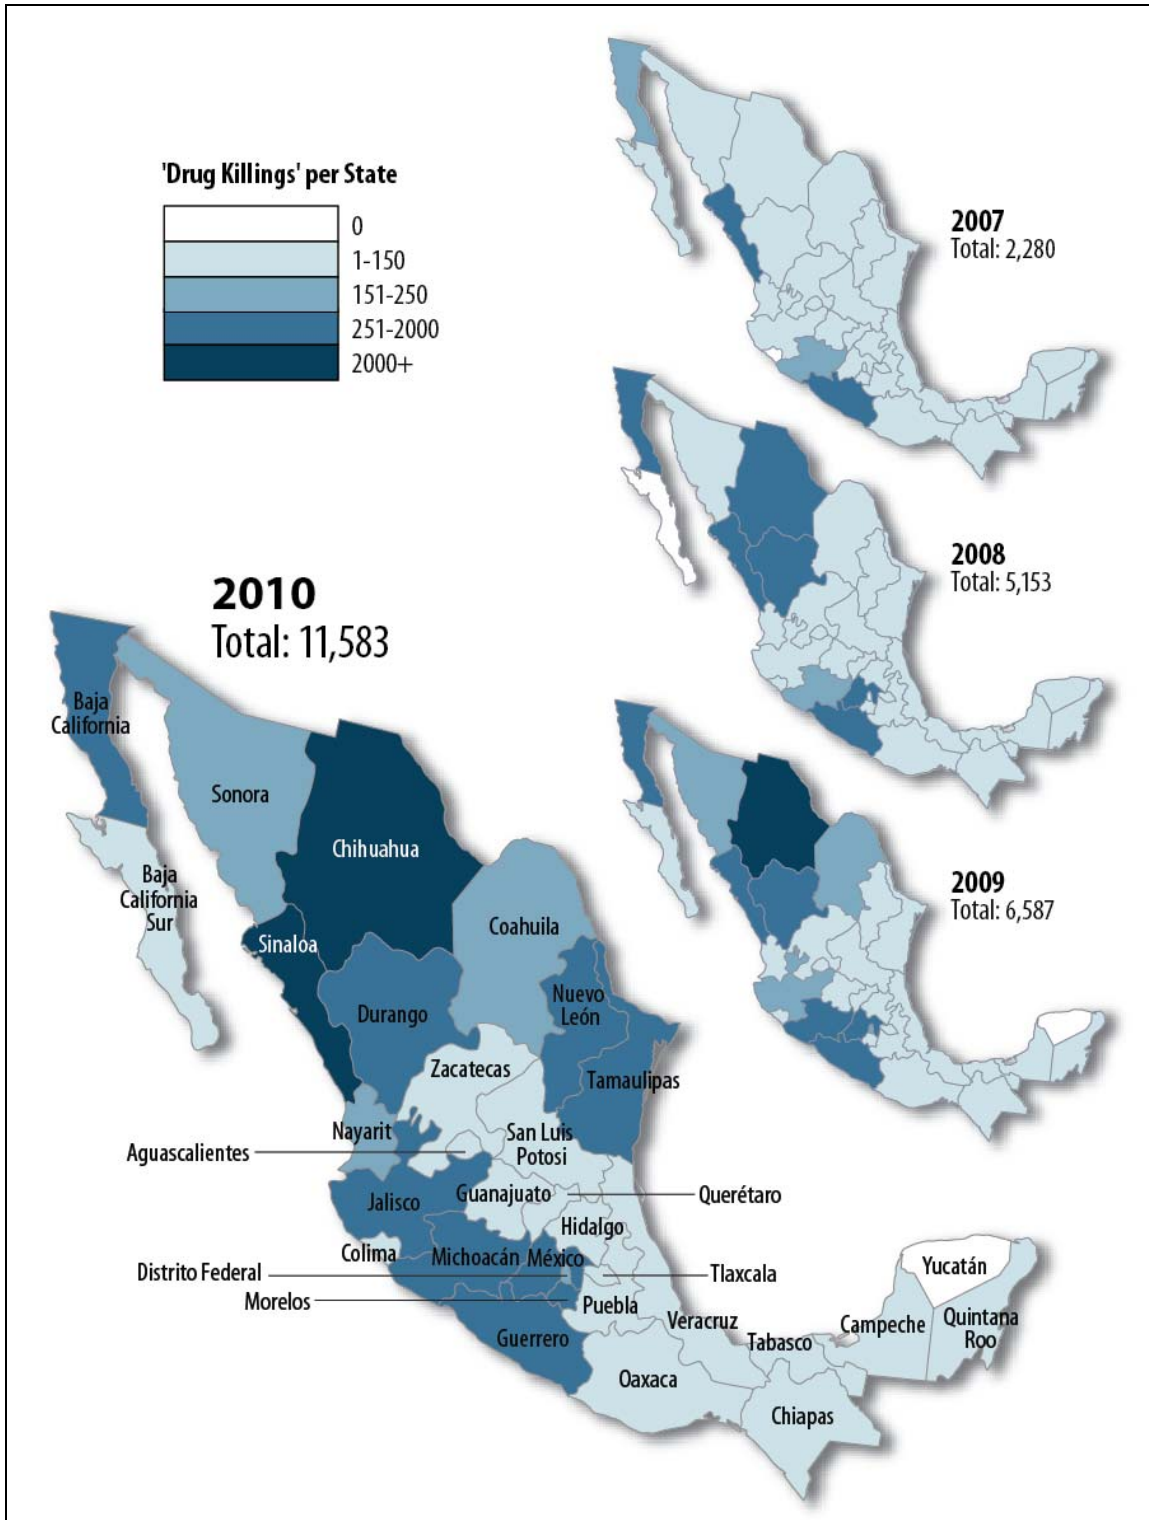 'Drug Killings' per State
0
1-150
151-250
251-2000
2000+
2007
Total: 2,280
2008
Total: 5,153
2009
Total: 6,587
2010
Total: 11,583
Baja
California
Sonora
Chihuahua
Baja
California
Sur
Sinaloa
Coahuila
Durango
Nuevo
León
Zacatecas
Tamaulipas
Nayarit
San Luis
Potosi
Aguascalientes
Jalisco
Guanajuato
Querétaro
Hidalgo
Colima
Michoacán
México
Distrito Federal
Tlaxcala
Morelos
Puebla
Yucatán
Veracruz
Campeche
Quintana
Roo
Guerrero
Tabasco
Oaxaca
Chiapas